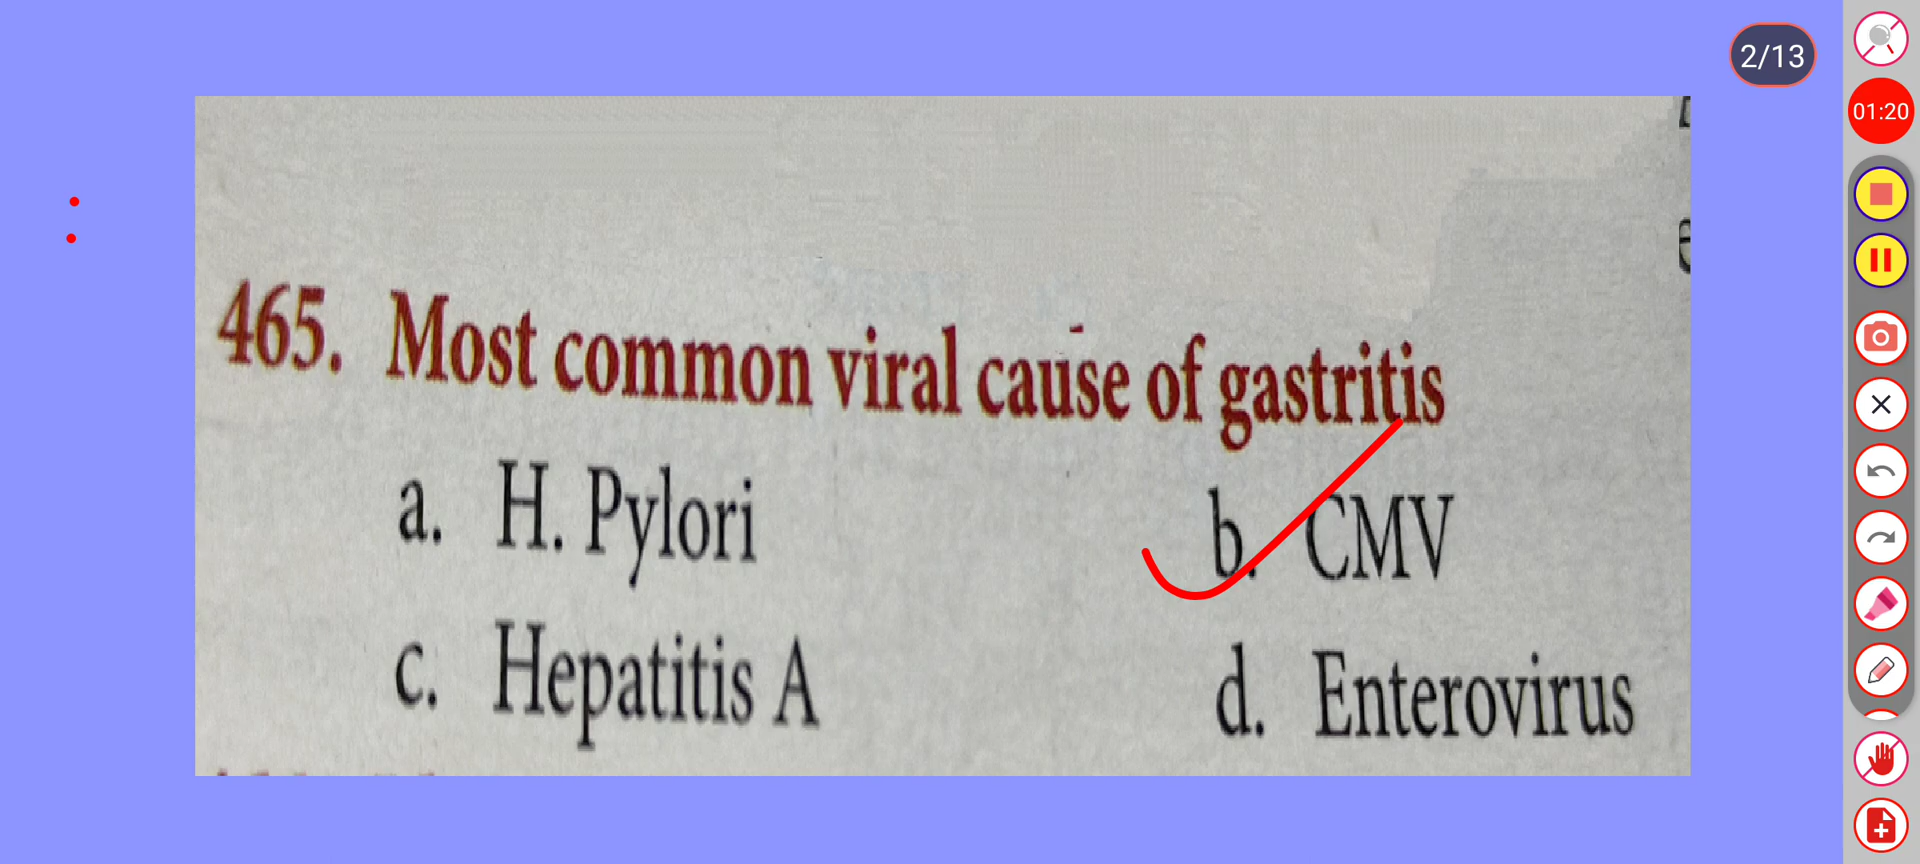 2/13
01:20
465. Most common viral cause of gastritis
a. H. Pylori b. CMV
c. Hepatitis A d. Enterovirus